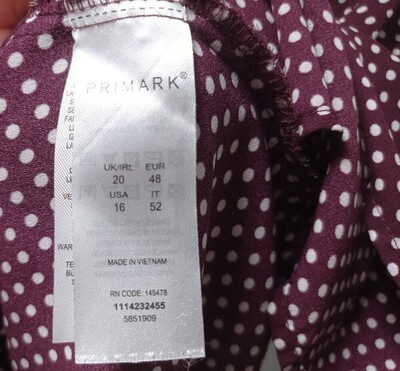 PRIMARK®
UK/IRL EUR
20 48
USA IT
16 52
MADE IN VIETNAM
RN CODE: 145478
1114232455
5851909